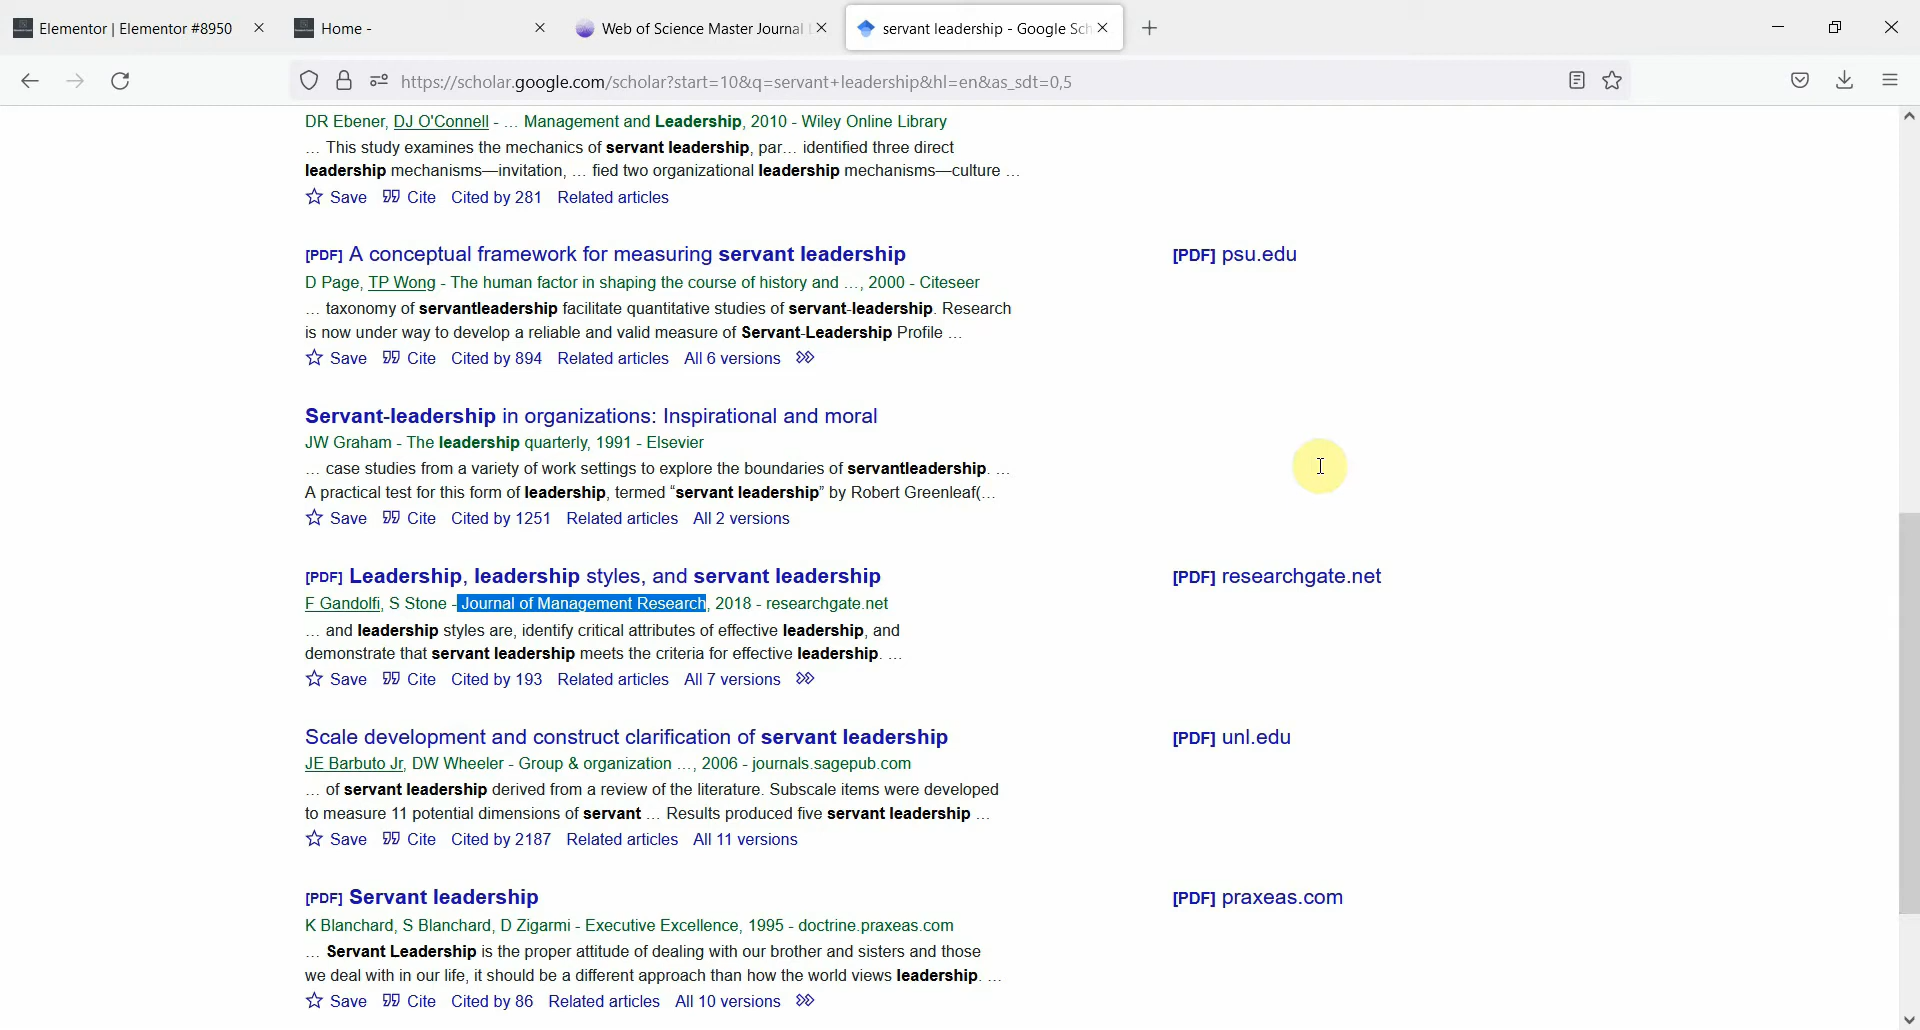 Elementor | Elementor #8950
Home -
Web of Science Master Journal
servant leadership - Google Sch
https://scholar.google.com/scholar?start=10&q=servant+leadership&hl=en&as_sdt=0,5
DR Ebener, DJ O'Connell - … Management and Leadership, 2010 - Wiley Online Library
… This study examines the mechanics of servant leadership, par… identified three direct
leadership mechanisms—invitation, … fied two organizational leadership mechanisms—culture …
Save Cite Cited by 281 Related articles
[PDF] A conceptual framework for measuring servant leadership
[PDF] psu.edu
D Page, TP Wong - The human factor in shaping the course of history and …, 2000 - Citeseer
… taxonomy of servantleadership facilitate quantitative studies of servant-leadership. Research
is now under way to develop a reliable and valid measure of Servant-Leadership Profile …
Save Cite Cited by 894 Related articles All 6 versions
Servant-leadership in organizations: Inspirational and moral
JW Graham - The leadership quarterly, 1991 - Elsevier
… case studies from a variety of work settings to explore the boundaries of servantleadership. …
A practical test for this form of leadership, termed “servant leadership” by Robert Greenleaf(…
Save Cite Cited by 1251 Related articles All 2 versions
[PDF] Leadership, leadership styles, and servant leadership
[PDF] researchgate.net
F Gandolfi, S Stone - Journal of Management Research, 2018 - researchgate.net
… and leadership styles are, identify critical attributes of effective leadership, and
demonstrate that servant leadership meets the criteria for effective leadership. …
Save Cite Cited by 193 Related articles All 7 versions
Scale development and construct clarification of servant leadership
[PDF] unl.edu
JE Barbuto Jr, DW Wheeler - Group & organization …, 2006 - journals.sagepub.com
… of servant leadership derived from a review of the literature. Subscale items were developed
to measure 11 potential dimensions of servant … Results produced five servant leadership …
Save Cite Cited by 2187 Related articles All 11 versions
[PDF] Servant leadership
[PDF] praxeas.com
K Blanchard, S Blanchard, D Zigarmi - Executive Excellence, 1995 - doctrine.praxeas.com
… Servant Leadership is the proper attitude of dealing with our brother and sisters and those
we deal with in our life, it should be a different approach than how the world views leadership. …
Save Cite Cited by 86 Related articles All 10 versions